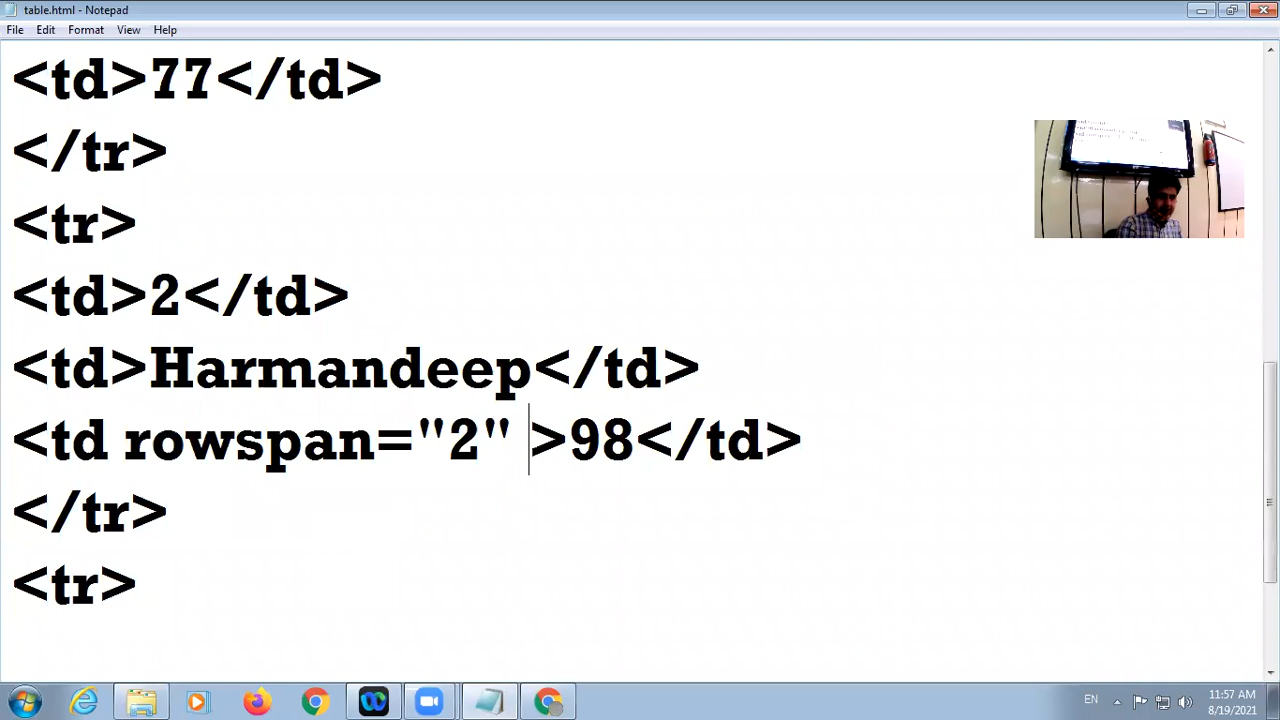 table.html - Notepad
File Edit Format View Help
<td>77</td>
</tr>
<tr>
<td>2</td>
<td>Harmandeep</td>
<td rowspan="2" >98</td>
</tr>
<tr>
EN
11:57 AM
8/19/2021